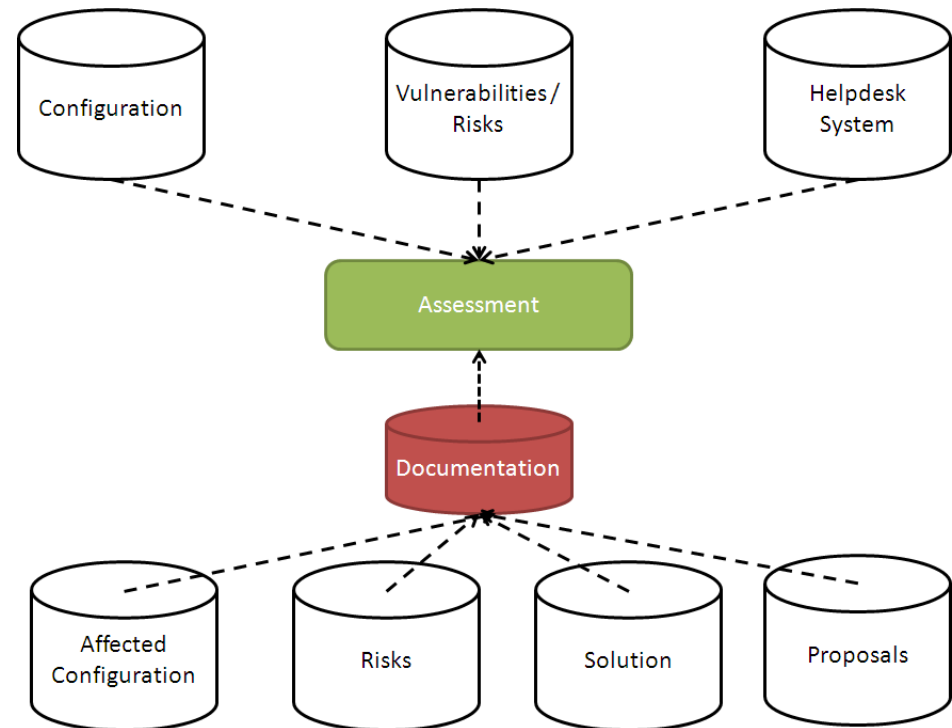 Configuration
Vulnerabilities/
Risks
Helpdesk
System
Assessment
Documentation
Affected
Configuration
Risks
Solution
Proposals